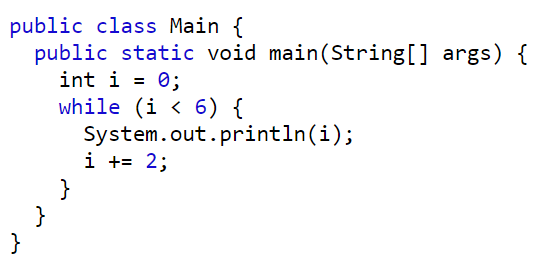 public class Main {
  public static void main(String[] args) {
    int i = 0;
    while (i < 6) {
      System.out.println(i);
      i += 2;
    }
  }
}